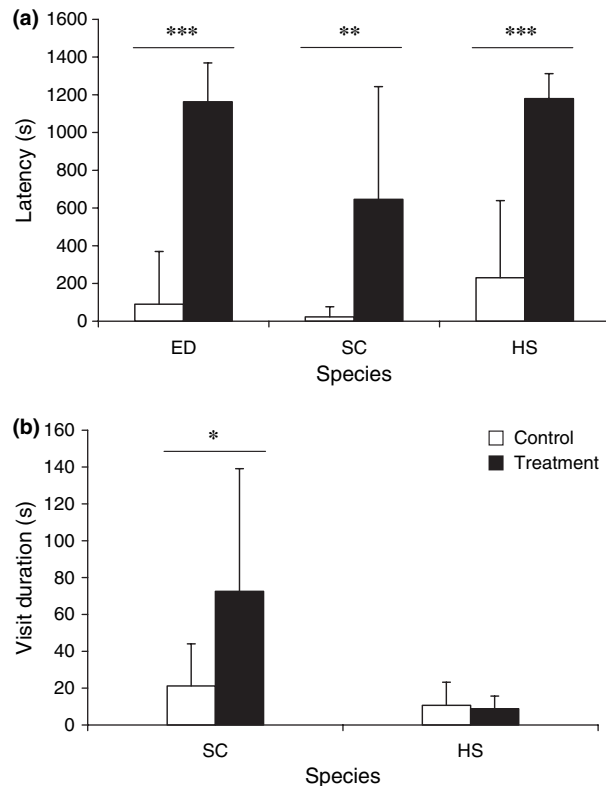 (a)
1600
1400
1200
1000
800
600
400
200
0
Latency (s)
*** ** ***
ED SC HS
Species
(b)
160
140
120
100
80
60
40
20
0
Visit duration (s)
*
Control
Treatment
SC HS
Species